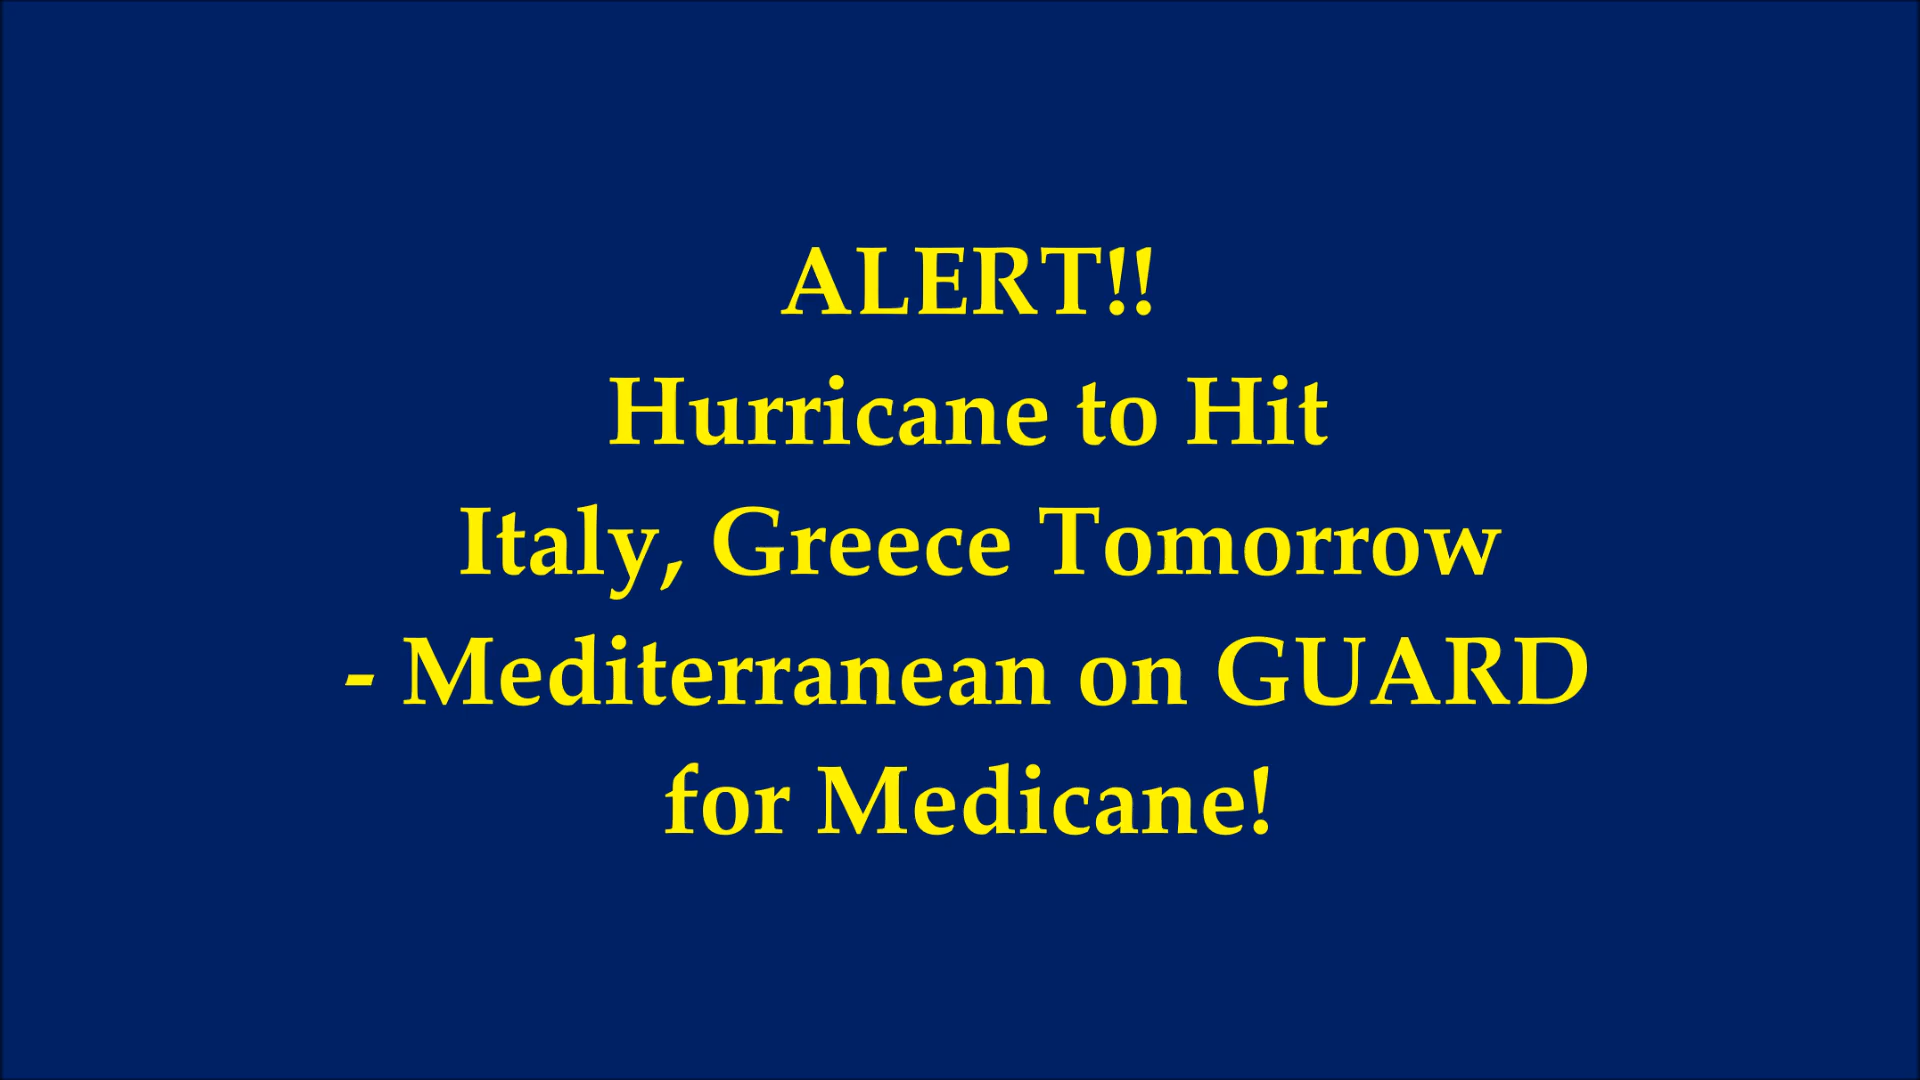 ALERT!!
Hurricane to Hit
Italy, Greece Tomorrow
- Mediterranean on GUARD
for Medicane!